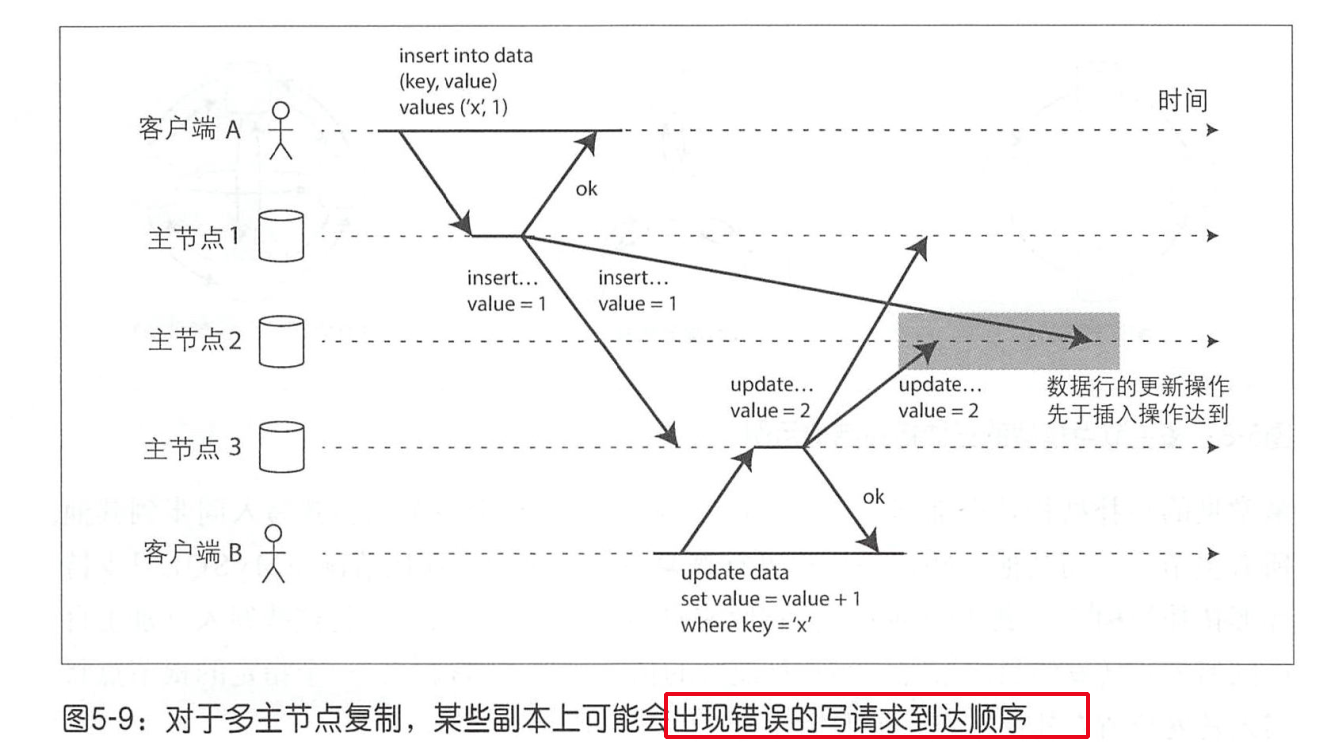 insert into data
(key, value)
values (‘x’, 1)
时间
客户端 A
ok
主节点1
insert…
value = 1
insert…
value = 1
主节点2
update…
value = 2
update…
value = 2
数据行的更新操作
先于插入操作达到
主节点 3
ok
客户端 B
update data
set value = value + 1
where key = ‘x’
图5-9：对于多主节点复制，某些副本上可能会出现错误的写请求到达顺序